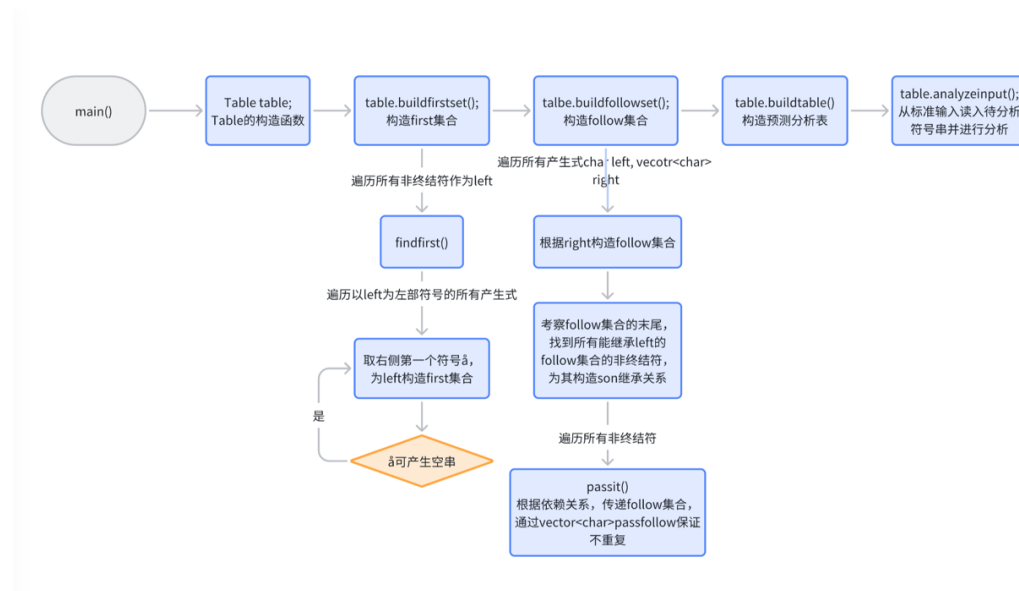 main()
Table table;
Table的构造函数
table.buildfirstset();
构造first集合
talbe.buildfollowset();
构造follow集合
table.buildtable()
构造预测分析表
table.analyzeinput();
从标准输入读入待分析
符号串并进行分析
遍历所有非终结符作为left
遍历所有产生式char left, vecotr<char>
right
findfirst()
根据right构造follow集合
遍历以left为左部符号的所有产生式
考察follow集合的末尾，
找到所有能继承left的
follow集合的非终结符，
为其构造son继承关系
取右侧第一个符号å，
为left构造first集合
是
å可产生空串
遍历所有非终结符
passit()
根据依赖关系，传递follow集合，
通过vector<char>passfollow保证
不重复